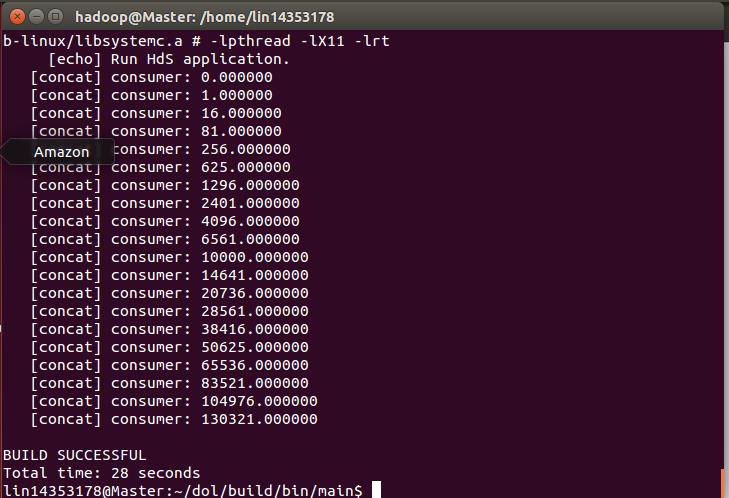 hadoop@Master: /home/lin14353178
b-linux/libsystemc.a # -lpthread -lX11 -lrt
[echo] Run HdS application.
[concat] consumer: 0.000000
[concat] consumer: 1.000000
[concat] consumer: 16.000000
[concat] consumer: 81.000000
Amazon consumer: 256.000000
[concat] consumer: 625.000000
[concat] consumer: 1296.000000
[concat] consumer: 2401.000000
[concat] consumer: 4096.000000
[concat] consumer: 6561.000000
[concat] consumer: 10000.000000
[concat] consumer: 14641.000000
[concat] consumer: 20736.000000
[concat] consumer: 28561.000000
[concat] consumer: 38416.000000
[concat] consumer: 50625.000000
[concat] consumer: 65536.000000
[concat] consumer: 83521.000000
[concat] consumer: 104976.000000
[concat] consumer: 130321.000000
BUILD SUCCESSFUL
Total time: 28 seconds
lin14353178@Master:~/dol/build/bin/main$